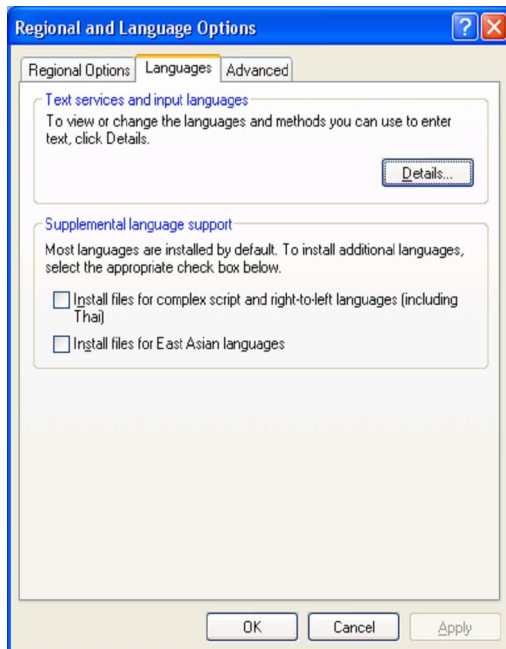 Regional and Language Options
Regional Options Languages Advanced
Text services and input languages
To view or change the languages and methods you can use to enter
text, click Details.
Details...
Supplemental language support
Most languages are installed by default. To install additional languages,
select the appropriate check box below.
Install files for complex script and right-to-left languages (including
Thai)
Install files for East Asian languages
OK Cancel Apply